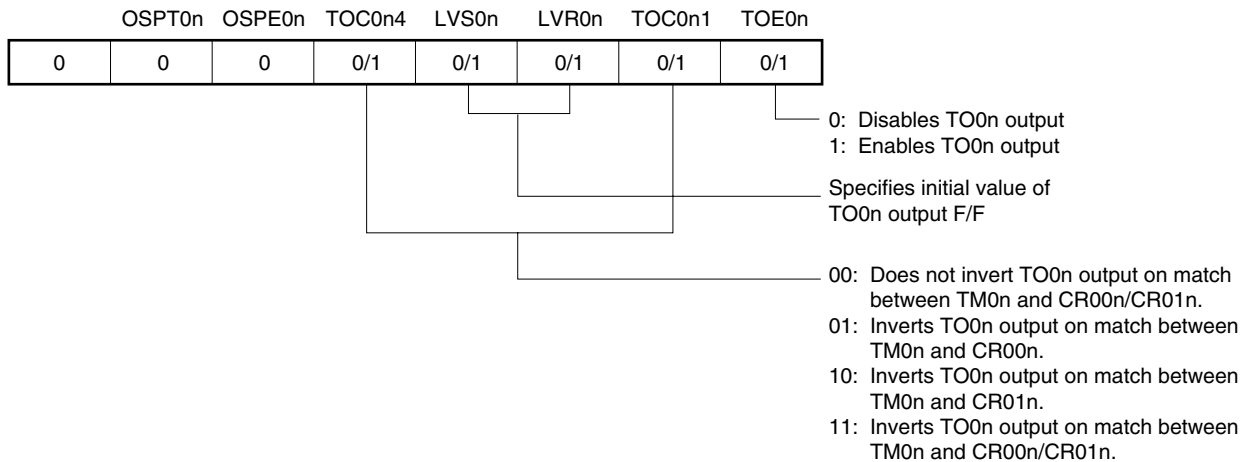 OSPT0n OSPE0n TOC0n4 LVS0n LVR0n TOC0n1 TOE0n
0 0 0 0/1 0/1 0/1 0/1 0/1
0: Disables TO0n output
1: Enables TO0n output
Specifies initial value of
TO0n output F/F
00: Does not invert TO0n output on match
between TM0n and CR00n/CR01n.
01: Inverts TO0n output on match between
TM0n and CR00n.
10: Inverts TO0n output on match between
TM0n and CR01n.
11: Inverts TO0n output on match between
TM0n and CR00n/CR01n.